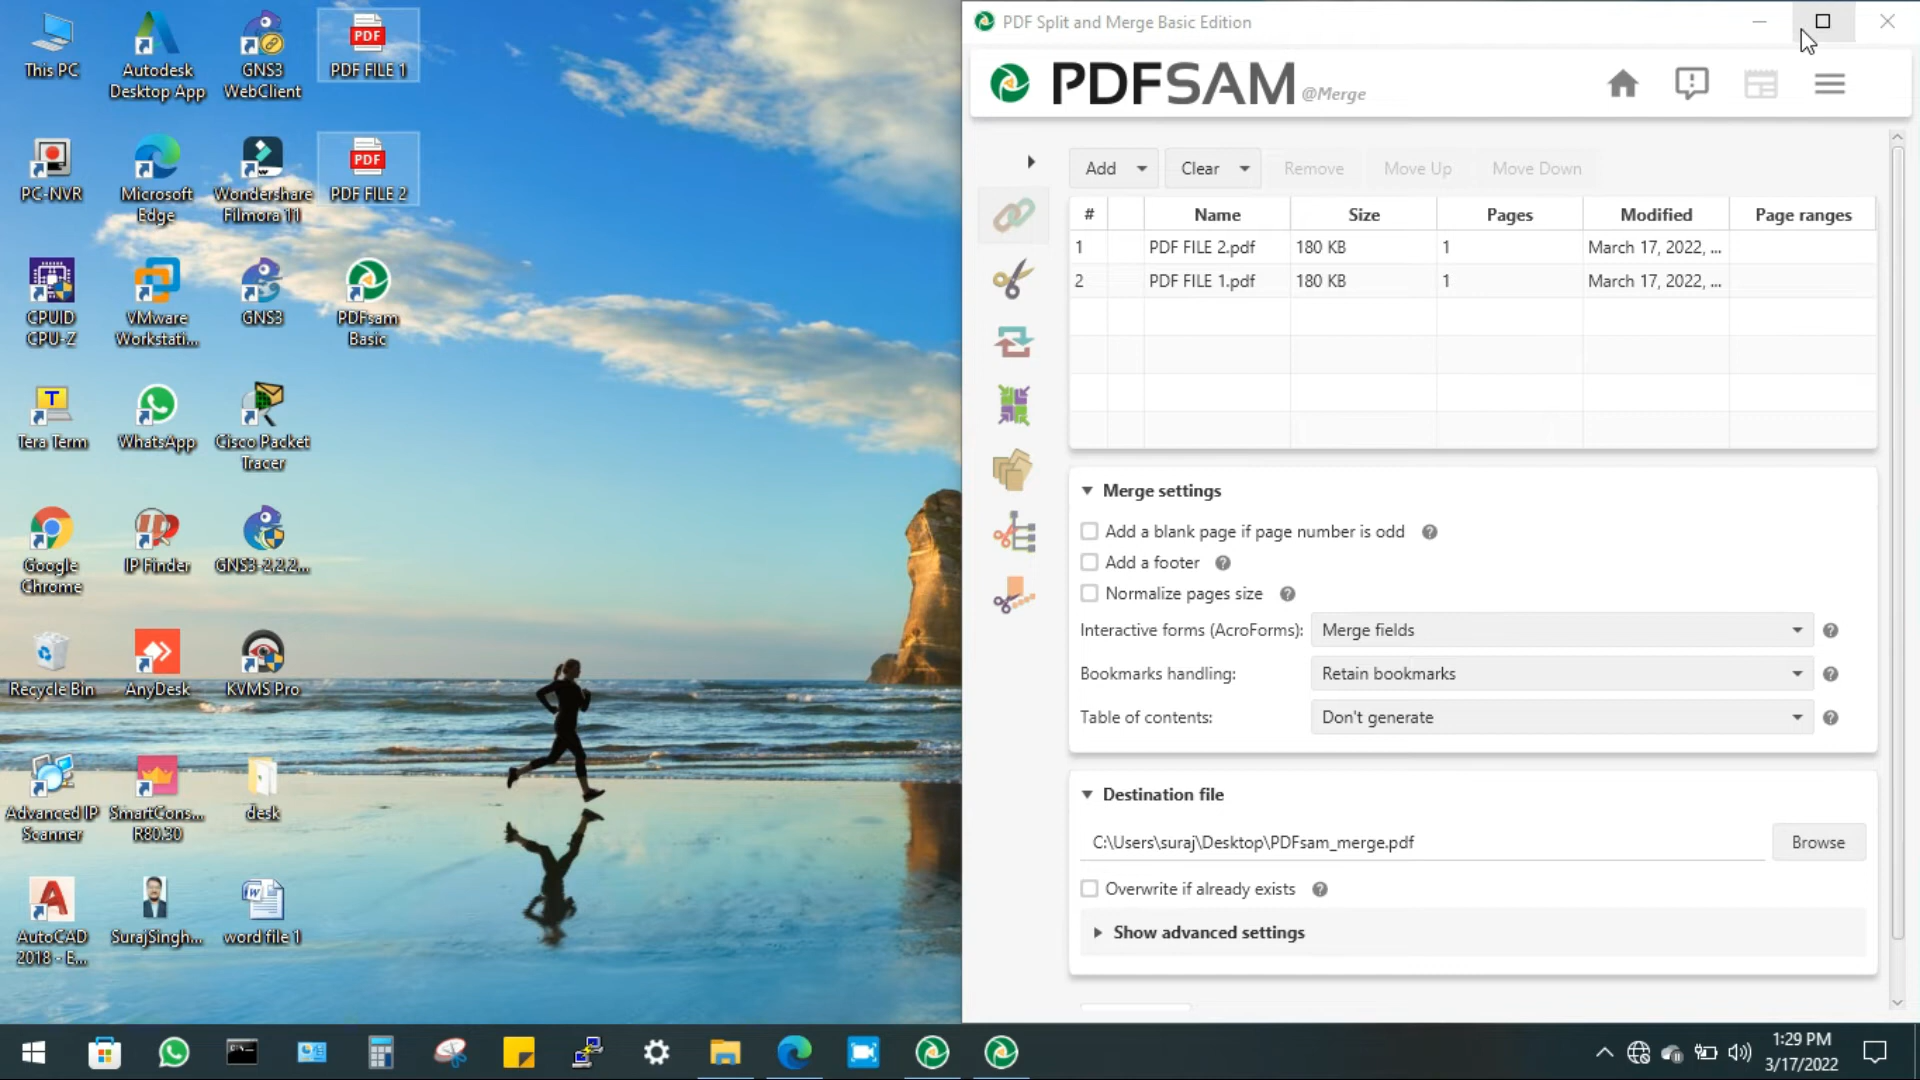 This PC
Autodesk
Desktop App
GNS3
WebClient
PDF
PDF FILE 1
PC-NVR
Microsoft
Edge
Wondershare
Filmora 11
PDF
PDF FILE 2
CPUID
CPU-Z
VMware
Workstati...
GNS3
PDFsam
Basic
T
Tera Term
WhatsApp
Cisco Packet
Tracer
Google
Chrome
IP
IP Finder
GNS3-2.2.2...
Recycle Bin
AnyDesk
KVMS Pro
Advanced IP
Scanner
SmartCons...
R80.30
desk
A
AutoCAD
2018 - E...
SurajSingh...
W
word file 1
PDF Split and Merge Basic Edition
PDFSAM @Merge
Add
Clear
Remove
Move Up
Move Down
# Name Size Pages Modified Page ranges
1 PDF FILE 2.pdf 180 KB 1 March 17, 2022, ...
2 PDF FILE 1.pdf 180 KB 1 March 17, 2022, ...
Merge settings
Add a blank page if page number is odd ?
Add a footer ?
Normalize pages size ?
Interactive forms (AcroForms): Merge fields ?
Bookmarks handling: Retain bookmarks ?
Table of contents: Don't generate ?
Destination file
C:\Users\suraj\Desktop\PDFsam_merge.pdf
Browse
Overwrite if already exists ?
Show advanced settings
1:29 PM
3/17/2022